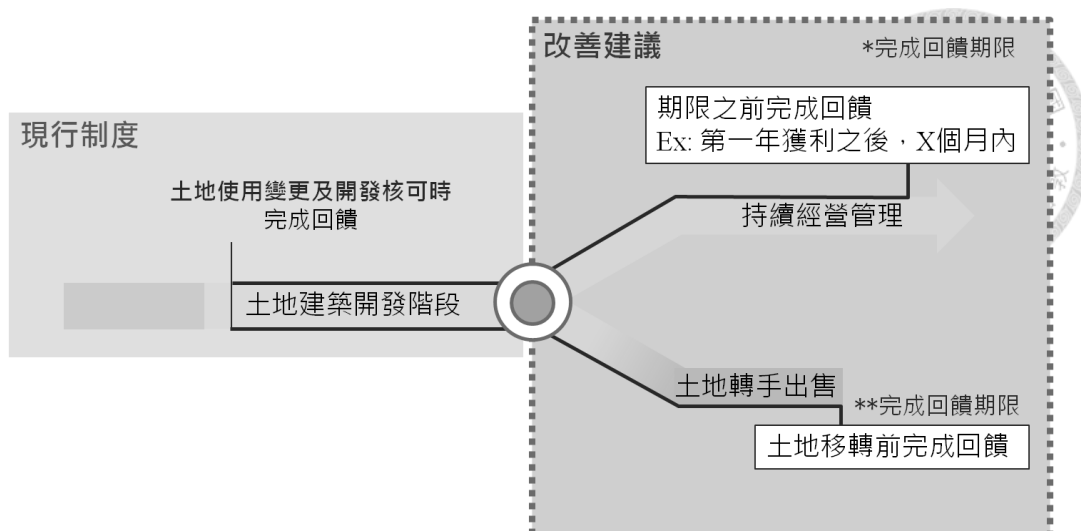 改善建議
*完成回饋期限
期限之前完成回饋
Ex: 第一年獲利之後，X個月內
現行制度
土地使用變更及開發核可時
完成回饋
持續經營管理
土地建築開發階段
土地轉手出售
**完成回饋期限
土地移轉前完成回饋